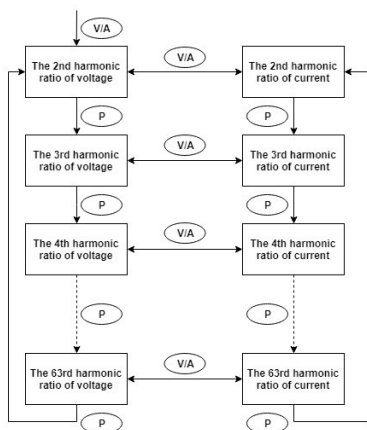 V/A
The 2nd harmonic
ratio of voltage
V/A
The 2nd harmonic
ratio of current
P
P
The 3rd harmonic
ratio of voltage
V/A
The 3rd harmonic
ratio of current
P
P
The 4th harmonic
ratio of voltage
V/A
The 4th harmonic
ratio of current
P
P
The 63rd harmonic
ratio of voltage
V/A
The 63rd harmonic
ratio of current
P
P